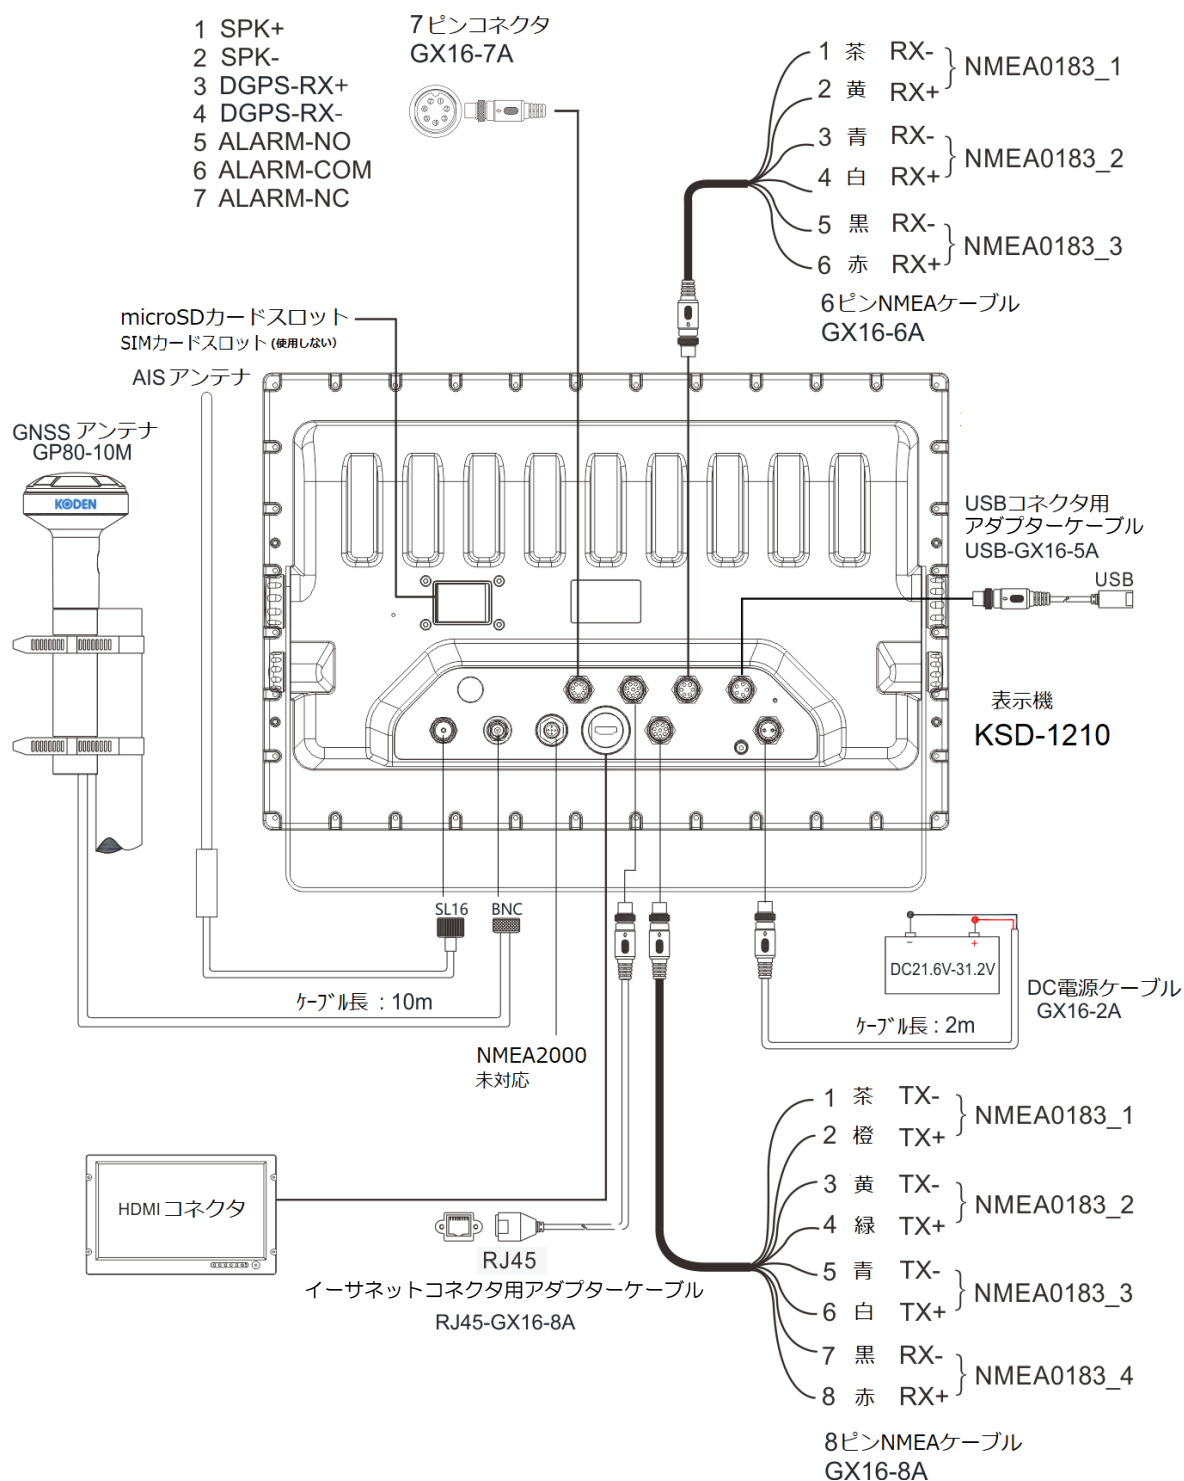 1 SPK+
2 SPK-
3 DGPS-RX+
4 DGPS-RX-
5 ALARM-NO
6 ALARM-COM
7 ALARM-NC
7ピンコネクタ
GX16-7A
1 茶 RX-
2 黄 RX+
NMEA0183_1
3 青 RX-
4 白 RX+
NMEA0183_2
5 黒 RX-
6 赤 RX+
NMEA0183_3
6ピンNMEAケーブル
GX16-6A
microSDカードスロット
SIMカードスロット (使用しない)
AISアンテナ
GNSS アンテナ
GP80-10M
KODEN
USBコネクタ用
アダプターケーブル
USB-GX16-5A
USB
表示機
KSD-1210
SL16
BNC
ｹｰﾌﾞﾙ長 : 10m
NMEA2000
未対応
- +
DC21.6V-31.2V
DC電源ケーブル
GX16-2A
ｹｰﾌﾞﾙ長 : 2m
HDMI コネクタ
RJ45
イーサネットコネクタ用アダプターケーブル
RJ45-GX16-8A
1 茶 TX-
2 橙 TX+
NMEA0183_1
3 黄 TX-
4 緑 TX+
NMEA0183_2
5 青 TX-
6 白 TX+
NMEA0183_3
7 黒 RX-
8 赤 RX+
NMEA0183_4
8ピンNMEAケーブル
GX16-8A